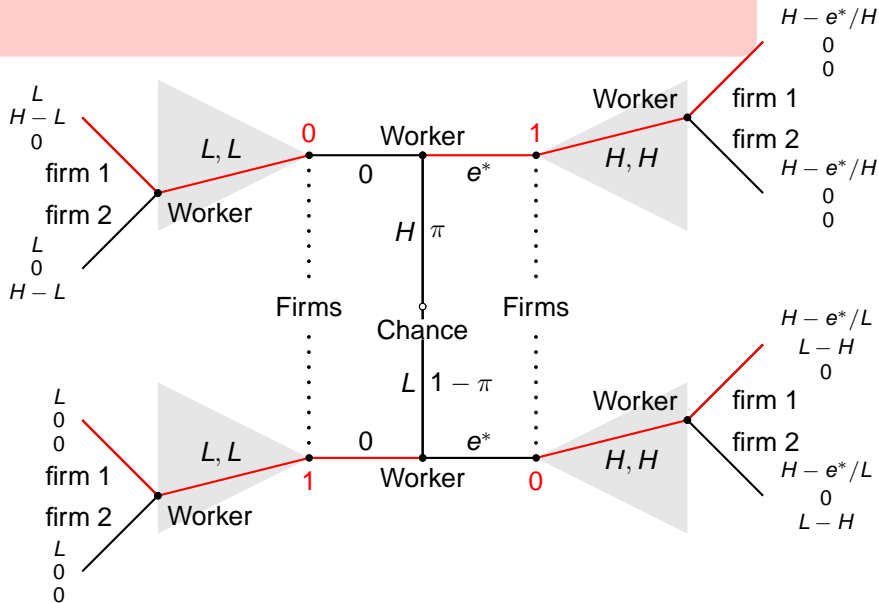 H − e*/H
0
0
Worker
firm 1
firm 2
H, H
H − e*/H
0
0
L
H − L
0
firm 1
firm 2
Worker
L, L
L
0
H − L
0
Worker
1
0
e*
H
π
Firms
Chance
Firms
L
1 − π
0
e*
1
Worker
0
L
0
0
firm 1
firm 2
Worker
L, L
L
0
0
H − e*/L
L − H
0
Worker
firm 1
firm 2
H, H
H − e*/L
0
L − H